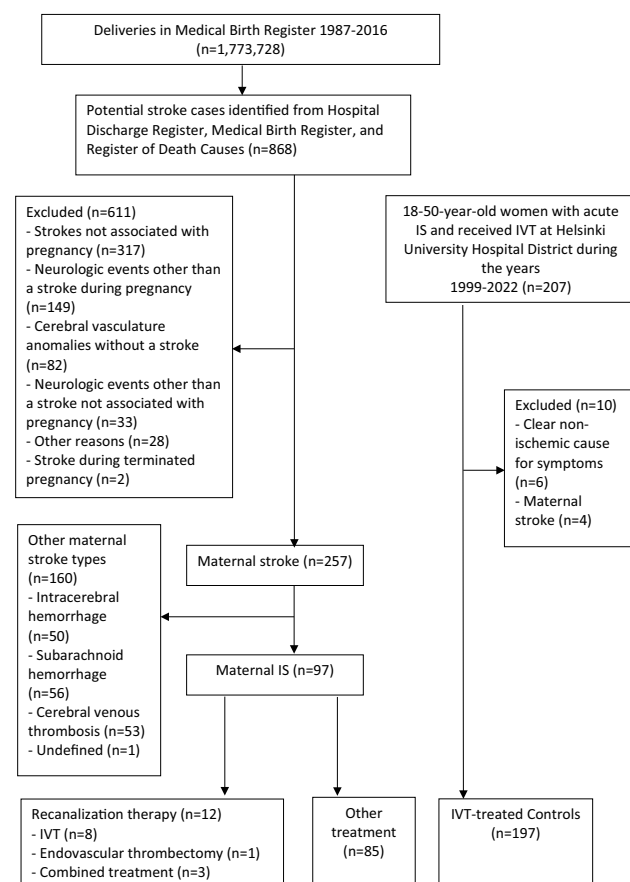 Deliveries in Medical Birth Register 1987-2016
(n=1,773,728)
Potential stroke cases identified from Hospital
Discharge Register, Medical Birth Register, and
Register of Death Causes (n=868)
Excluded (n=611)
- Strokes not associated with
pregnancy (n=317)
- Neurologic events other than
a stroke during pregnancy
(n=149)
- Cerebral vasculature
anomalies without a stroke
(n=82)
- Neurologic events other than
a stroke not associated with
pregnancy (n=33)
- Other reasons (n=28)
- Stroke during terminated
pregnancy (n=2)
18-50-year-old women with acute
IS and received IVT at Helsinki
University Hospital District during
the years
1999-2022 (n=207)
Excluded (n=10)
- Clear non-
ischemic cause
for symptoms
(n=6)
- Maternal
stroke (n=4)
Maternal stroke (n=257)
Other maternal
stroke types
(n=160)
- Intracerebral
hemorrhage
(n=50)
- Subarachnoid
hemorrhage
(n=56)
- Cerebral venous
thrombosis (n=53)
- Undefined (n=1)
Maternal IS (n=97)
Recanalization therapy (n=12)
- IVT (n=8)
- Endovascular thrombectomy (n=1)
- Combined treatment (n=3)
Other
treatment
(n=85)
IVT-treated Controls
(n=197)